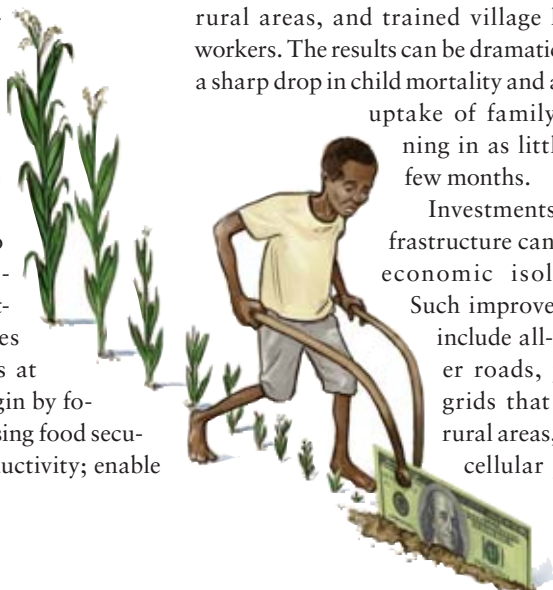 -
o
-
t-
es
s at
gin by fo-
sing food secu-
ductivity; enable
rural areas, and trained village
workers. The results can be dramatic
a sharp drop in child mortality and a
uptake of family
ning in as littl
few months.
Investments
frastructure can
economic isol
Such improve
include all-
er roads,
grids that
rural areas,
cellular